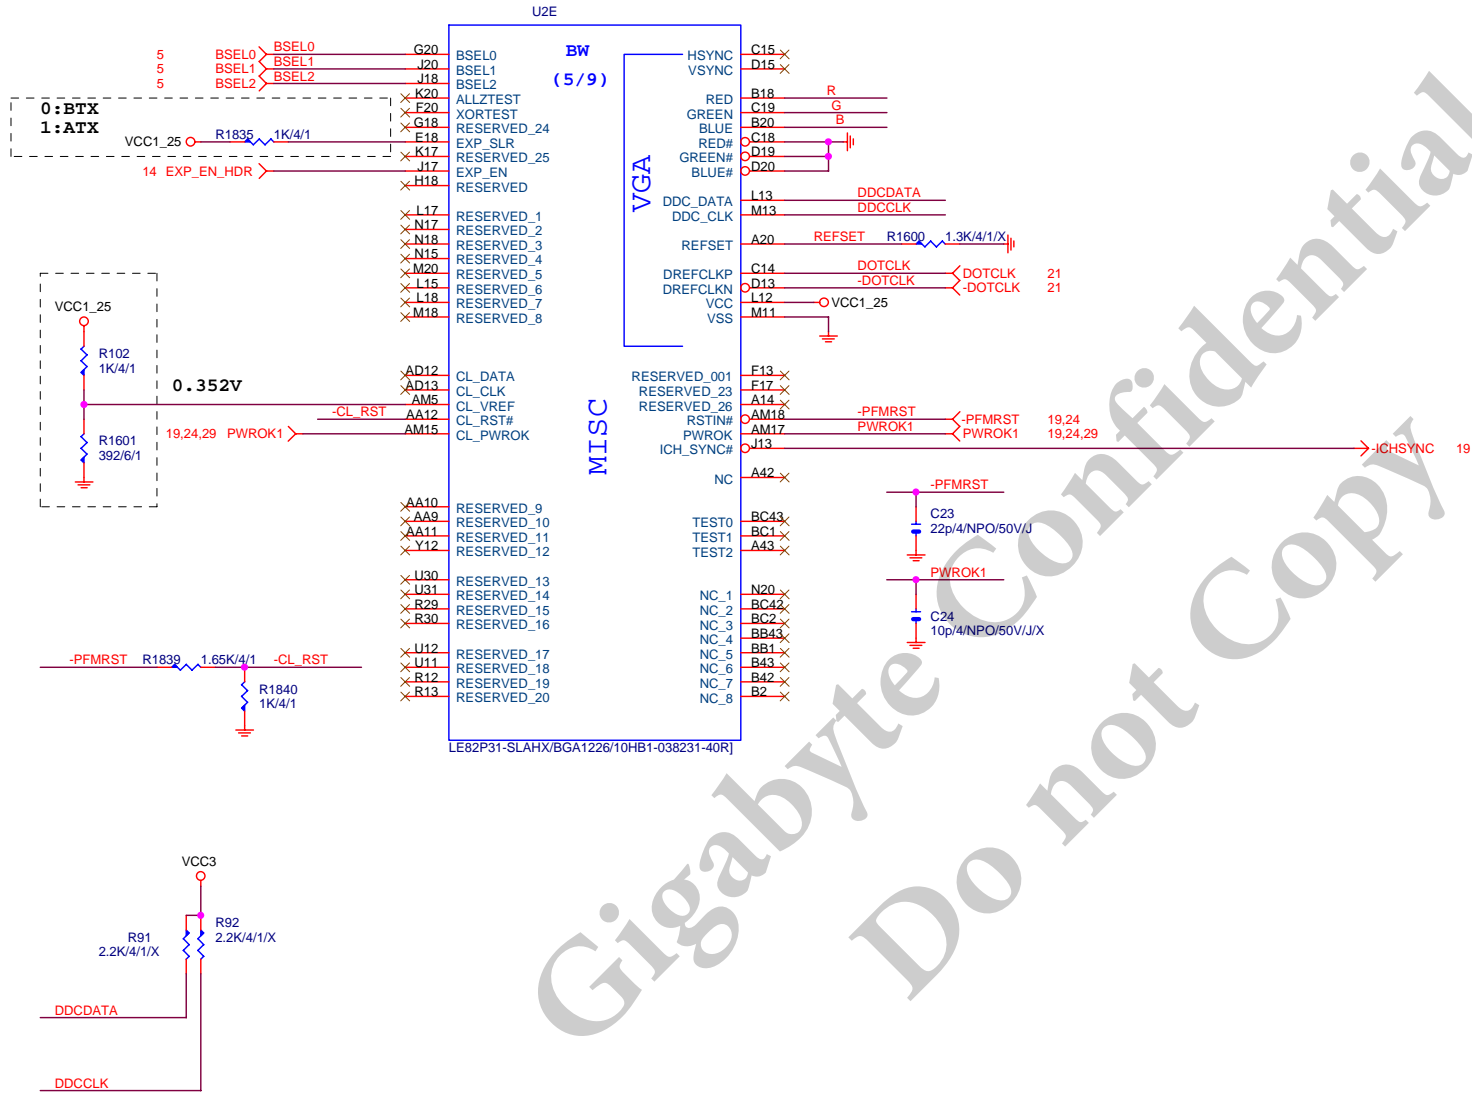 U2E
BW
(5/9)
VGA
MISC
5 BSEL0 BSEL0 G20 BSEL0
5 BSEL1 BSEL1 J20 BSEL1
5 BSEL2 BSEL2 J18 BSEL2
K20 ALLZTEST
F20 XORTEST
G18 RESERVED_24
0:BTX
1:ATX
VCC1_25 R1835 1K/4/1 E18 EXP_SLR
K17 RESERVED_25
14 EXP_EN_HDR J17 EXP_EN
H18 RESERVED
L17 RESERVED_1
N17 RESERVED_2
N18 RESERVED_3
N15 RESERVED_4
M20 RESERVED_5
L15 RESERVED_6
L18 RESERVED_7
M18 RESERVED_8
VCC1_25
R102
1K/4/1
0.352V
R1601
392/6/1
AD12 CL_DATA
AD13 CL_CLK
AM5 CL_VREF
-CL_RST AA12 CL_RST#
19,24,29 PWROK1 AM15 CL_PWROK
AA10 RESERVED_9
AA9 RESERVED_10
AA11 RESERVED_11
Y12 RESERVED_12
U30 RESERVED_13
U31 RESERVED_14
R29 RESERVED_15
R30 RESERVED_16
U12 RESERVED_17
U11 RESERVED_18
R12 RESERVED_19
R13 RESERVED_20
HSYNC C15
VSYNC D15
RED B18 R
GREEN C19 G
BLUE B20 B
RED# C18
GREEN# D19
BLUE# D20
DDC_DATA L13 DDCDATA
DDC_CLK M13 DDCCLK
REFSET A20 REFSET R1600 1.3K/4/1/X
DREFCLKP C14 DOTCLK DOTCLK 21
DREFCLKN D13 -DOTCLK -DOTCLK 21
VCC L12 VCC1_25
VSS M11
RESERVED_001 F13
RESERVED_23 F17
RESERVED_26 A14
RSTIN# AM18 -PFMRST -PFMRST 19,24
PWROK AM17 PWROK1 PWROK1 19,24,29
ICH_SYNC# J13 -ICHSYNC 19
NC A42
TEST0 BC43
TEST1 BC1
TEST2 A43
NC_1 N20
NC_2 BC42
NC_3 BC2
NC_4 BB43
NC_5 BB1
NC_6 B43
NC_7 B42
NC_8 B2
-PFMRST
C23
22p/4/NPO/50V/J
PWROK1
C24
10p/4/NPO/50V/J/X
-PFMRST R1839 1.65K/4/1 -CL_RST
R1840
1K/4/1
LE82P31-SLAHX/BGA1226/10HB1-038231-40R]
VCC3
R91
2.2K/4/1/X
R92
2.2K/4/1/X
DDCDATA
DDCCLK
Gigabyte Confidential
Do not Copy